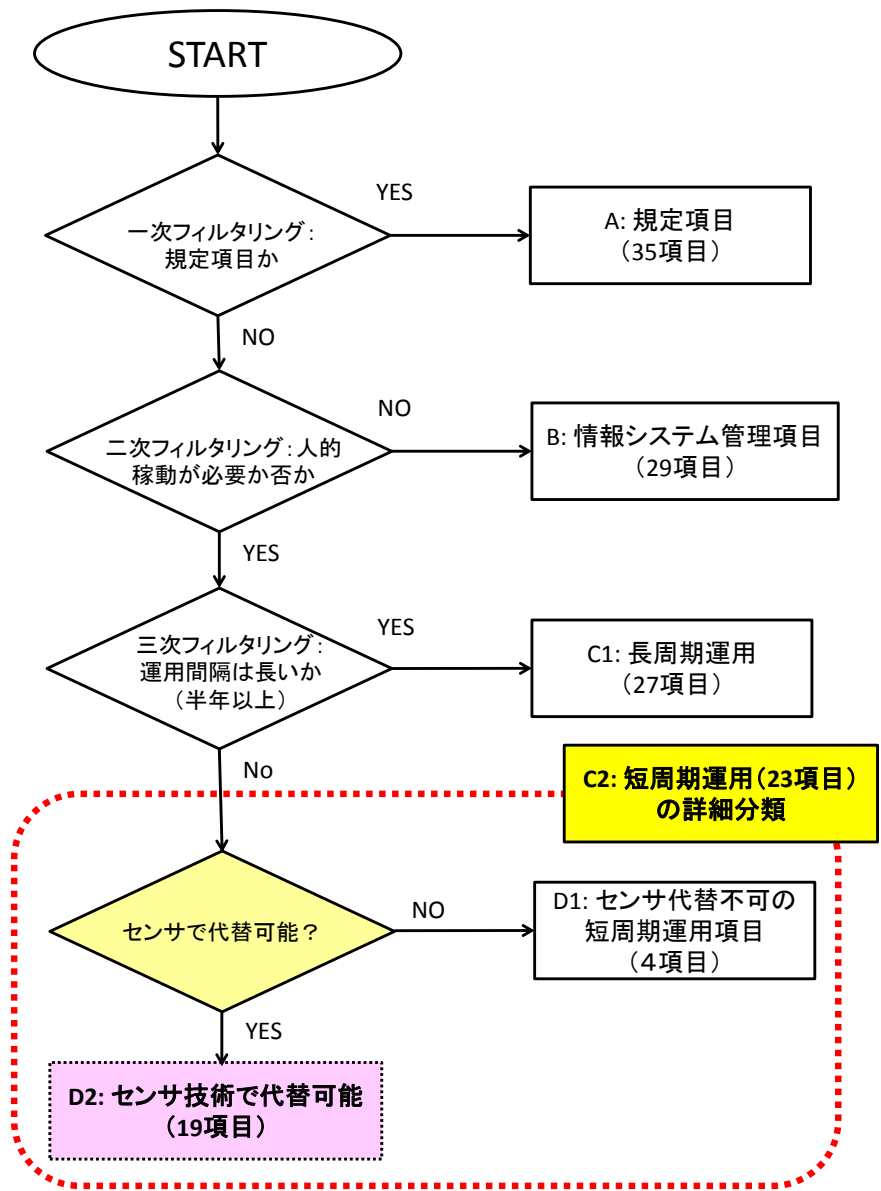 START
YES
一次フィルタリング：
規定項目か
A: 規定項目
（35項目）
NO
NO
二次フィルタリング：人的
稼動が必要か否か
B: 情報システム管理項目
（29項目）
YES
YES
三次フィルタリング：
運用間隔は長いか
（半年以上）
C1: 長周期運用
（27項目）
No
C2: 短周期運用（23項目）
の詳細分類
センサで代替可能？
NO
D1: センサ代替不可の
短周期運用項目
（４項目）
YES
D2: センサ技術で代替可能
（19項目）